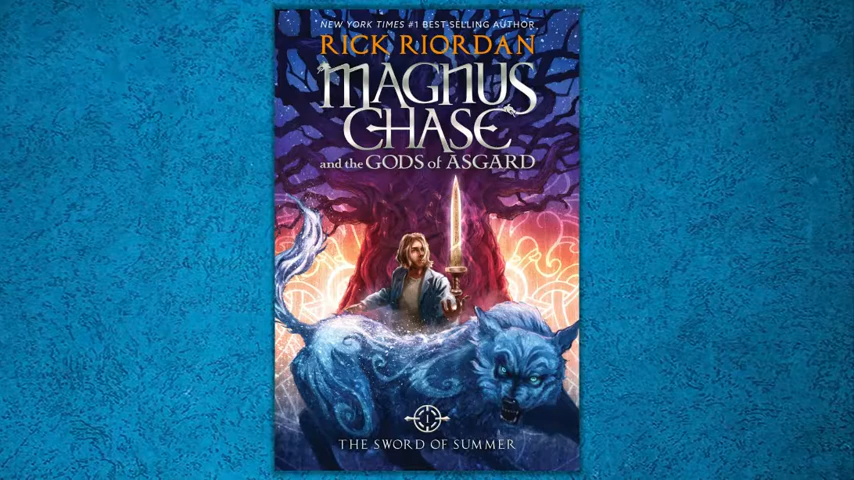 NEW YORK TIMES #1 BEST-SELLING AUTHOR
RICK RIORDAN
MAGNUS
CHASE
and the GODS of ASGARD
1
THE SWORD OF SUMMER